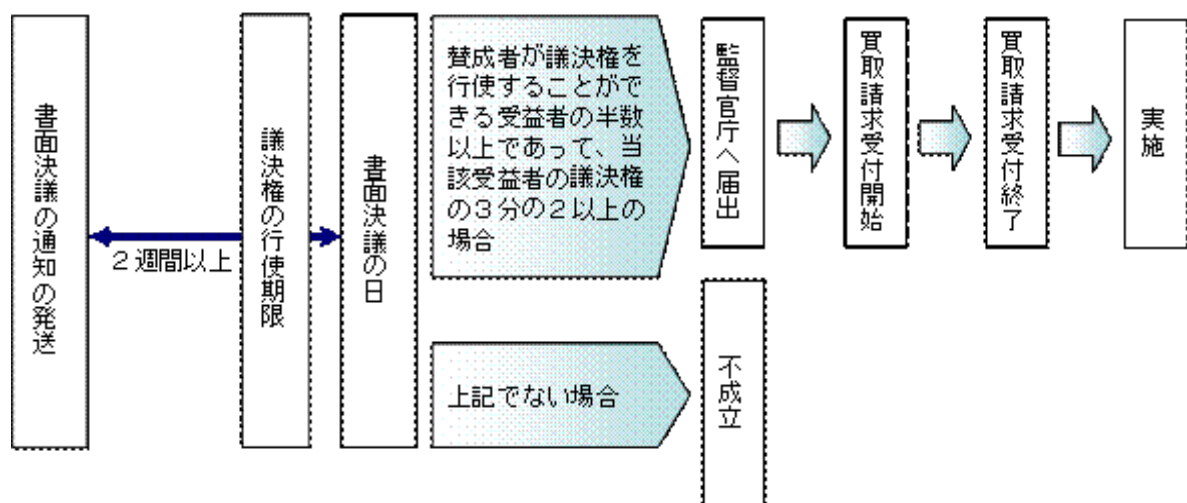 書面決議の通知の発送
2週間以上
議決権の行使期限
書面決議の日
賛成者が議決権を
行使することがで
きる受益者の半数
以上であって、当
該受益者の議決権
の3分の2以上の
場合
監督官庁へ届出
買取請求受付開始
買取請求受付終了
実施
上記でない場合
不成立